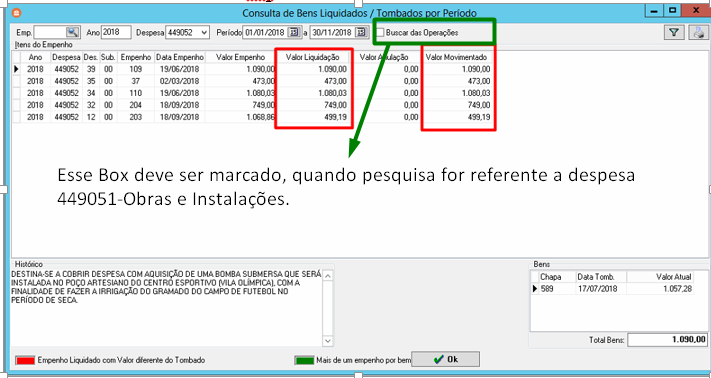 Consulta de Bens Liquidados / Tombados por Período
Emp. Ano 2018 Despesa 449052 Período 01/01/2018 a 30/11/2018 Buscar das Operações
Itens do Empenho
Ano Despesa Des. Sub. Empenho Data Empenho Valor Empenho Valor Liquidação Valor Anulação Valor Movimentado
2018 449052 39 00 109 19/06/2018 1.090,00 1.090,00 0,00 1.090,00
2018 449052 35 00 37 02/03/2018 473,00 473,00 0,00 473,00
2018 449052 34 00 110 19/06/2018 1.080,03 1.080,03 0,00 1.080,03
2018 449052 32 00 204 18/09/2018 749,00 749,00 0,00 749,00
2018 449052 12 00 203 18/09/2018 1.068,86 499,19 0,00 499,19
Esse Box deve ser marcado, quando pesquisa for referente a despesa
449051-Obras e Instalações.
Histórico
DESTINA-SE A COBRIR DESPESA COM AQUISIÇÃO DE UMA BOMBA SUBMERSA QUE SERÁ
INSTALADA NO POÇO ARTESIANO DO CENTRO ESPORTIVO (VILA OLÍMPICA), COM A
FINALIDADE DE FAZER A IRRIGAÇÃO DO GRAMADO DO CAMPO DE FUTEBOL NO
PERÍODO DE SECA.
Bens
Chapa Data Tomb. Valor Atual
589 17/07/2018 1.057,28
Total Bens: 1.090,00
Empenho Liquidado com Valor diferente do Tombado
Mais de um empenho por bem
Ok